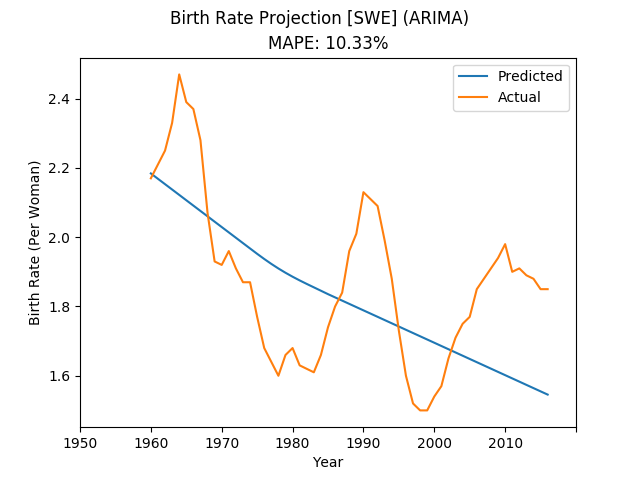 Birth Rate Projection [SWE] (ARIMA)
MAPE: 10.33%
Predicted
Actual
Birth Rate (Per Woman)
2.4
2.2
2.0
1.8
1.6
1950 1960 1970 1980 1990 2000 2010
Year